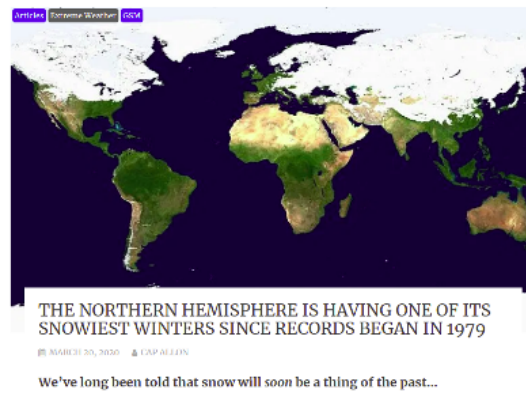 Articles Extreme Weather GSM
THE NORTHERN HEMISPHERE IS HAVING ONE OF ITS
SNOWIEST WINTERS SINCE RECORDS BEGAN IN 1979
MARCH 20, 2020 CAP ALLON
We've long been told that snow will soon be a thing of the past...